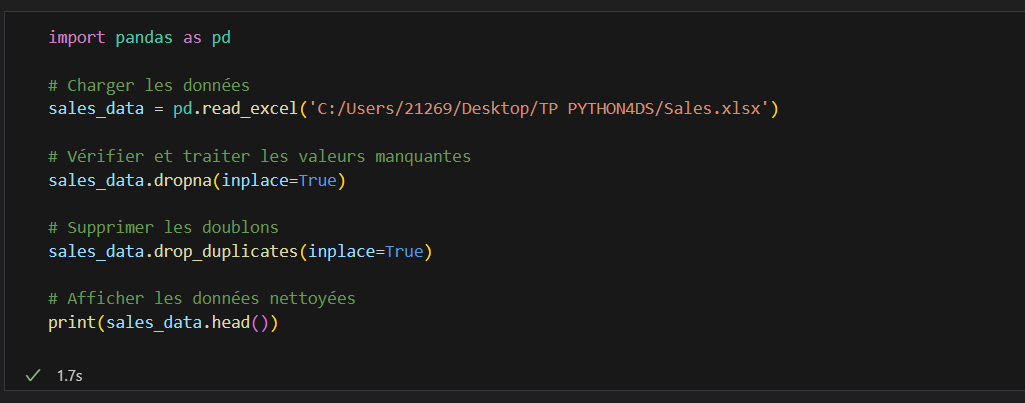 import pandas as pd
# Charger les données
sales_data = pd.read_excel('C:/Users/21269/Desktop/TP PYTHON4DS/Sales.xlsx')
# Vérifier et traiter les valeurs manquantes
sales_data.dropna(inplace=True)
# Supprimer les doublons
sales_data.drop_duplicates(inplace=True)
# Afficher les données nettoyées
print(sales_data.head())
1.7s